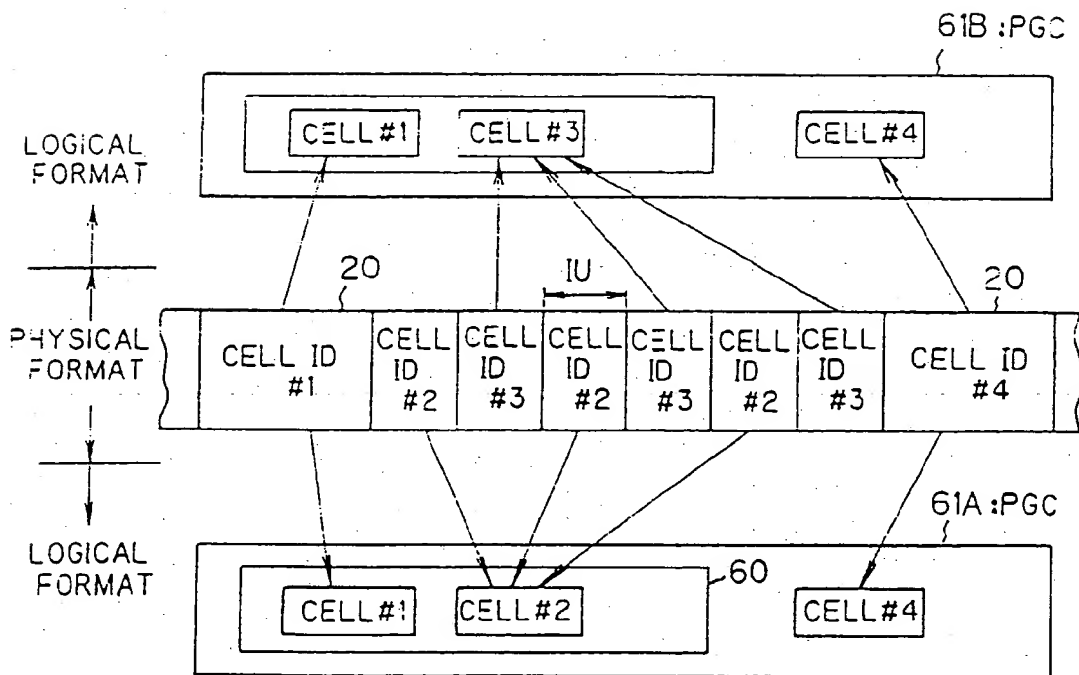 61B :PGC
CELL #1
CELL #3
CELL #4
LOGICAL
FORMAT
20
IU
20
PHYSICAL
FORMAT
CELL ID
#1
CELL
ID
#2
CELL
ID
#3
CELL
ID
#2
CELL
ID
#3
CELL
ID
#2
CELL
ID
#3
CELL ID
#4
61A :PGC
LOGICAL
FORMAT
60
CELL #1
CELL #2
CELL #4